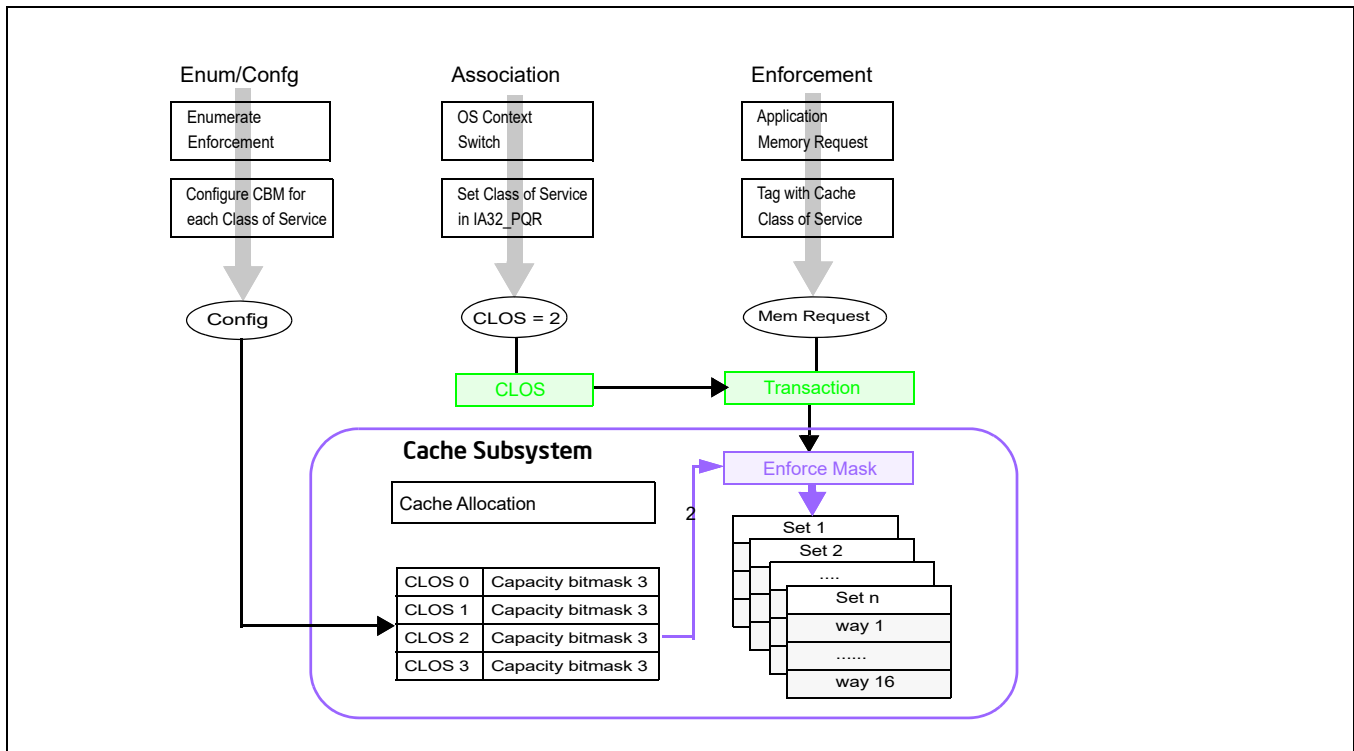 Enum/Confg
Association
Enforcement
Enumerate
Enforcement
OS Context
Switch
Application
Memory Request
Configure CBM for
each Class of Service
Set Class of Service
in IA32_PQR
Tag with Cache
Class of Service
Config
CLOS = 2
Mem Request
CLOS
Transaction
Cache Subsystem
Enforce Mask
Cache Allocation
2
Set 1
Set 2
....
Set n
way 1
......
way 16
CLOS 0 Capacity bitmask 3
CLOS 1 Capacity bitmask 3
CLOS 2 Capacity bitmask 3
CLOS 3 Capacity bitmask 3